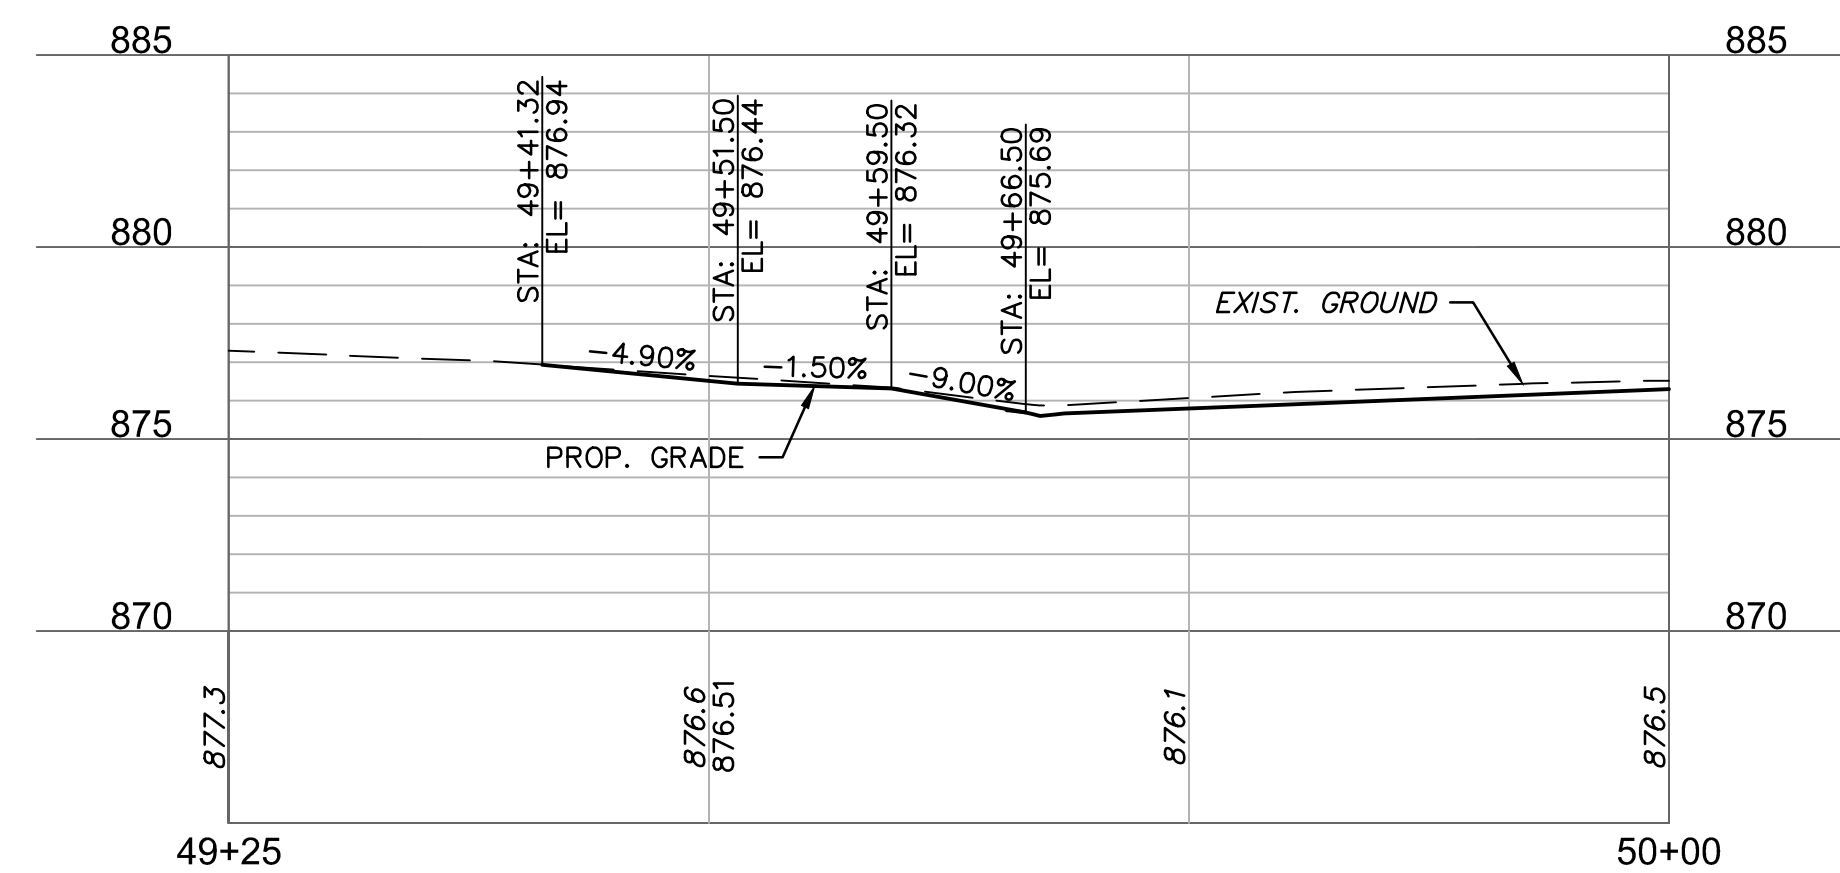 885
885
STA: 49+41.32
EL= 876.94
STA: 49+51.50
EL= 876.44
STA: 49+59.50
EL= 876.32
STA: 49+66.50
EL= 875.69
880
880
EXIST. GROUND
-4.90%
-1.50%
-9.00%
875
875
PROP. GRADE
870
870
877.3
876.6
876.51
876.1
876.5
49+25
50+00